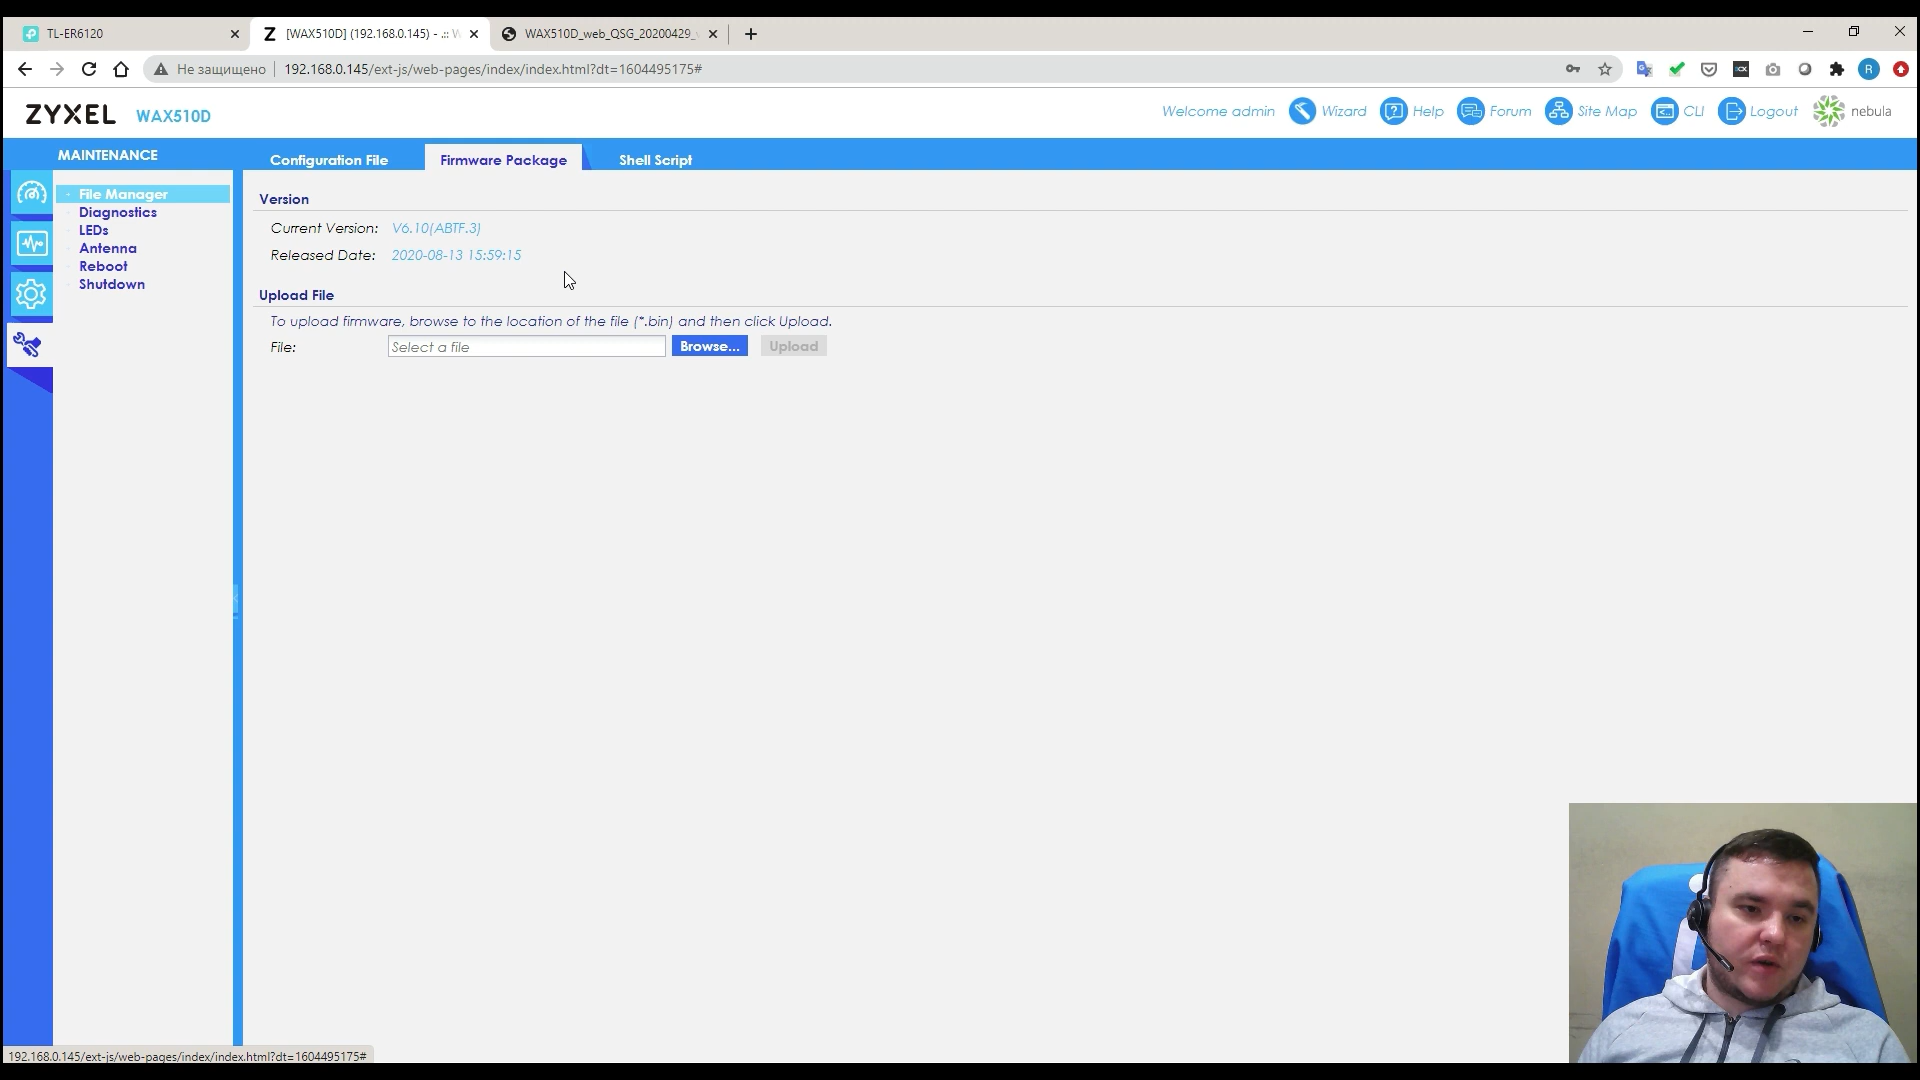 TL-ER6120
[WAX510D] (192.168.0.145) - .:: W
WAX510D_web_QSG_20200429_
Не защищено
192.168.0.145/ext-js/web-pages/index/index.html?dt=1604495175#
R
ZYXEL WAX510D
Welcome admin Wizard Help Forum Site Map CLI Logout nebula
MAINTENANCE
Configuration File Firmware Package Shell Script
File Manager
Diagnostics
LEDs
Antenna
Reboot
Shutdown
Version
Current Version: V6.10(ABTF.3)
Released Date: 2020-08-13 15:59:15
Upload File
To upload firmware, browse to the location of the file (*.bin) and then click Upload.
File: Select a file Browse... Upload
192.168.0.145/ext-js/web-pages/index/index.html?dt=1604495175#